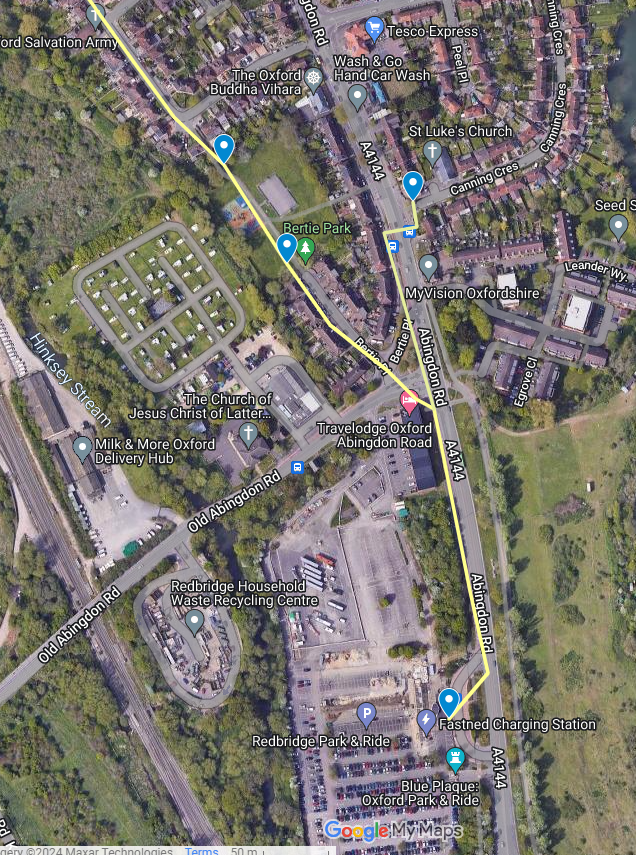 ford Salvation Army
Abingdon Rd
Tesco Express
Canning Cres
Peel Pl
Wash & Go
Hand Car Wash
The Oxford
Buddha Vihara
A4144
St Luke's Church
Canning Cres
Canning Cres
Seed S
Bertie Park
Leander Wy.
MyVision Oxfordshire
Hinksey Stream
Bertie Pl
Bertie Pl
Abingdon Rd
Egrove Cl
The Church of
Jesus Christ of Latter...
Travelodge Oxford
Abingdon Road
Milk & More Oxford
Delivery Hub
A4144
Old Abingdon Rd
Redbridge Household
Waste Recycling Centre
Abingdon Rd
Old Abingdon Rd
P
Fastned Charging Station
Redbridge Park & Ride
A4144
Blue Plaque:
Oxford Park & Ride
Google My Maps
gery ©2024 Maxar Technologies
Terms
50 m